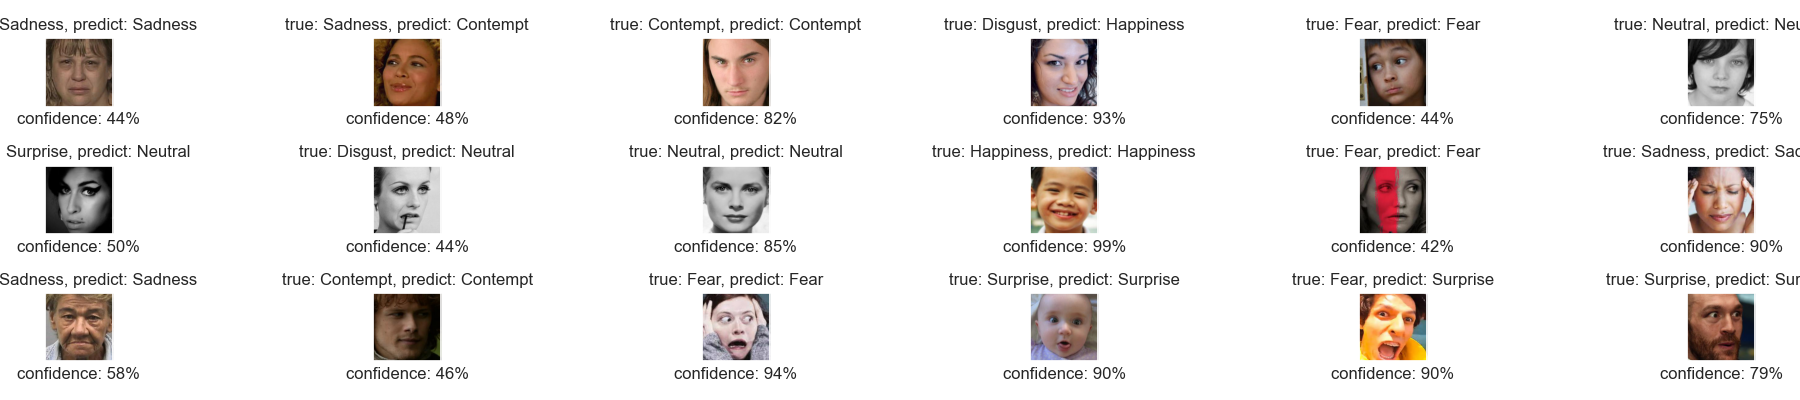 Sadness, predict: Sadness
true: Sadness, predict: Contempt
true: Contempt, predict: Contempt
true: Disgust, predict: Happiness
true: Fear, predict: Fear
true: Neutral, predict: Neu
confidence: 44%
confidence: 48%
confidence: 82%
confidence: 93%
confidence: 44%
confidence: 75%
Surprise, predict: Neutral
true: Disgust, predict: Neutral
true: Neutral, predict: Neutral
true: Happiness, predict: Happiness
true: Fear, predict: Fear
true: Sadness, predict: Sad
confidence: 50%
confidence: 44%
confidence: 85%
confidence: 99%
confidence: 42%
confidence: 90%
Sadness, predict: Sadness
true: Contempt, predict: Contempt
true: Fear, predict: Fear
true: Surprise, predict: Surprise
true: Fear, predict: Surprise
true: Surprise, predict: Sur
confidence: 58%
confidence: 46%
confidence: 94%
confidence: 90%
confidence: 90%
confidence: 79%